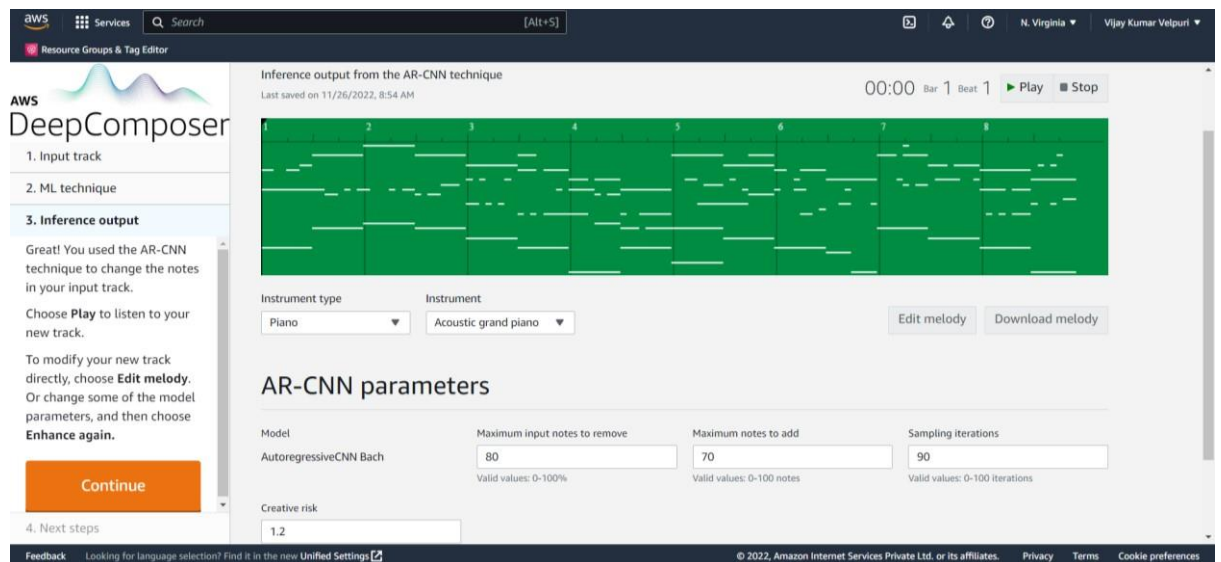 aws
Services
Search
[Alt+S]
N. Virginia
Vijay Kumar Velpuri
Resource Groups & Tag Editor
AWS
DeepComposer
1. Input track
2. ML technique
3. Inference output
Great! You used the AR-CNN
technique to change the notes
in your input track.
Choose Play to listen to your
new track.
To modify your new track
directly, choose Edit melody.
Or change some of the model
parameters, and then choose
Enhance again.
Continue
4. Next steps
Inference output from the AR-CNN technique
Last saved on 11/26/2022, 8:54 AM
00:00 Bar 1 Beat 1
Play
Stop
1 2 3 4 5 6 7 8
Instrument type
Piano
Instrument
Acoustic grand piano
Edit melody
Download melody
AR-CNN parameters
Model
AutoregressiveCNN Bach
Maximum input notes to remove
80
Valid values: 0-100%
Maximum notes to add
70
Valid values: 0-100 notes
Sampling iterations
90
Valid values: 0-100 iterations
Creative risk
1.2
Feedback
Looking for language selection? Find it in the new Unified Settings
© 2022, Amazon Internet Services Private Ltd. or its affiliates.
Privacy
Terms
Cookie preferences